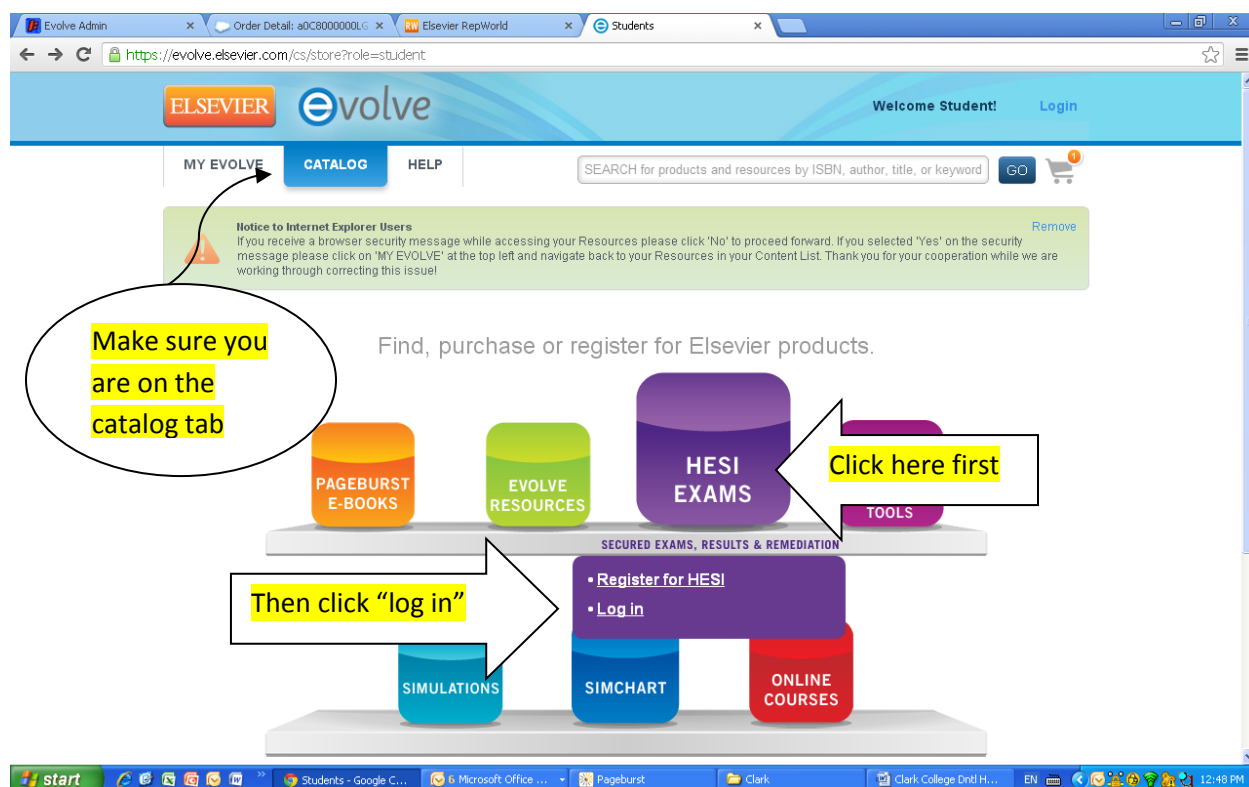 Evolve Admin
Order Detail: a0C8000000LG
Elsevier RepWorld
Students
https://evolve.elsevier.com/cs/store?role=student
ELSEVIER
evolve
Welcome Student!
Login
MY EVOLVE
CATALOG
HELP
SEARCH for products and resources by ISBN, author, title, or keyword
GO
1
Notice to Internet Explorer Users
Remove
If you receive a browser security message while accessing your Resources please click 'No' to proceed forward. If you selected 'Yes' on the security
message please click on 'MY EVOLVE' at the top left and navigate back to your Resources in your Content List. Thank you for your cooperation while we are
working through correcting this issue!
Make sure you
are on the
catalog tab
Find, purchase or register for Elsevier products.
PAGEBURST
E-BOOKS
EVOLVE
RESOURCES
HESI
EXAMS
Click here first
TOOLS
SECURED EXAMS, RESULTS & REMEDIATION
• Register for HESI
• Log in
Then click “log in”
SIMULATIONS
SIMCHART
ONLINE
COURSES
start
Students - Google C...
6 Microsoft Office ...
Pageburst
Clark
Clark College Dntl H...
EN
12:48 PM